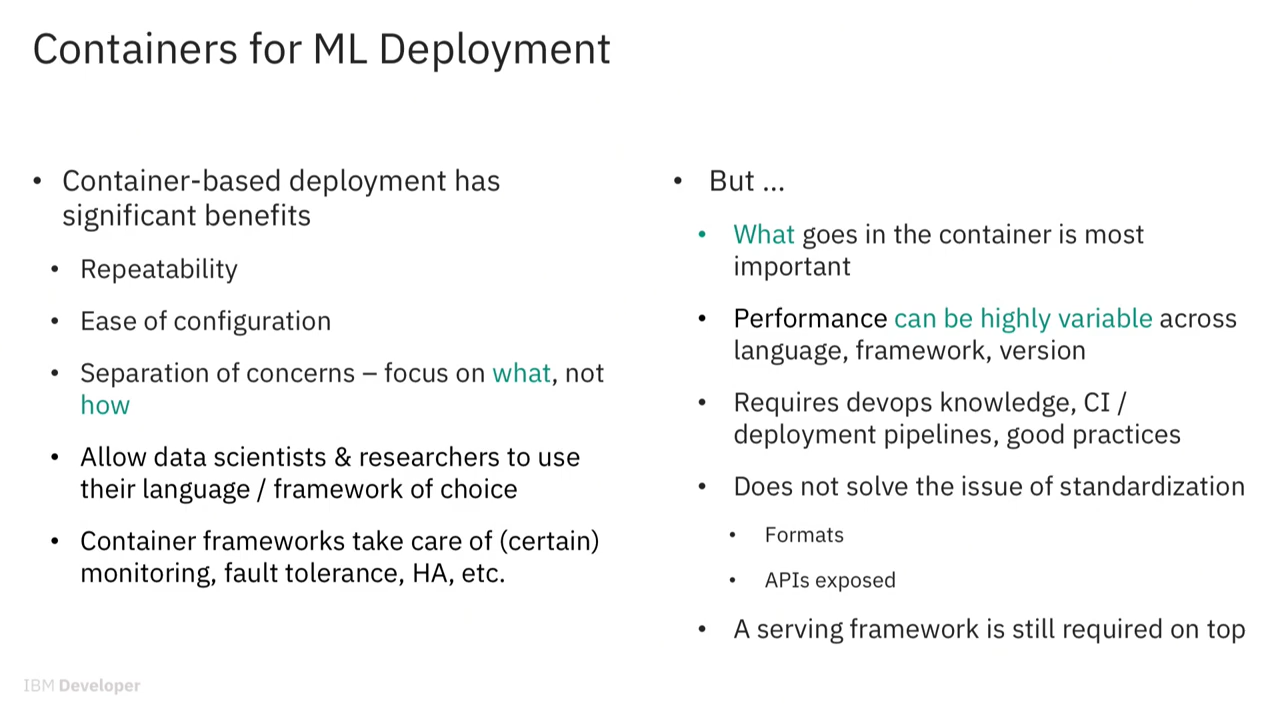 Containers for ML Deployment
• Container-based deployment has
significant benefits
• Repeatability
• Ease of configuration
• Separation of concerns – focus on what, not
how
• Allow data scientists & researchers to use
their language / framework of choice
• Container frameworks take care of (certain)
monitoring, fault tolerance, HA, etc.
• But ...
• What goes in the container is most
important
• Performance can be highly variable across
language, framework, version
• Requires devops knowledge, CI /
deployment pipelines, good practices
• Does not solve the issue of standardization
• Formats
• APIs exposed
• A serving framework is still required on top
IBM Developer